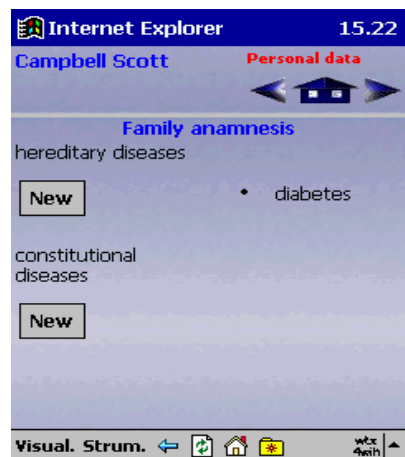 Internet Explorer 15.22
Campbell Scott Personal data
Family anamnesis
hereditary diseases
New • diabetes
constitutional
diseases
New
Visual. Strum.